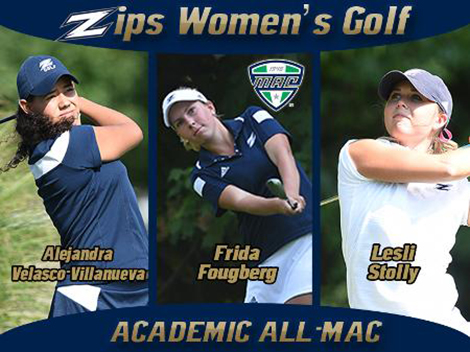 Zips Women's Golf
MAC
Alejandra
Velasco-Villanueva
Frida
Fougberg
Lesli
Stolly
ACADEMIC ALL-MAC